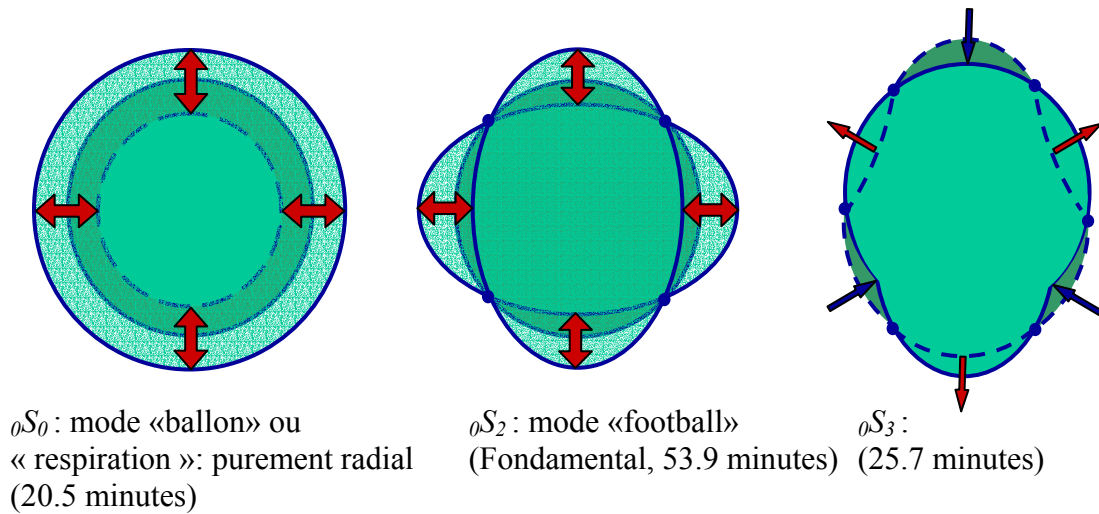 0S0 : mode «ballon» ou
« respiration »: purement radial
(20.5 minutes)
0S2 : mode «football»
(Fondamental, 53.9 minutes)
0S3 :
(25.7 minutes)